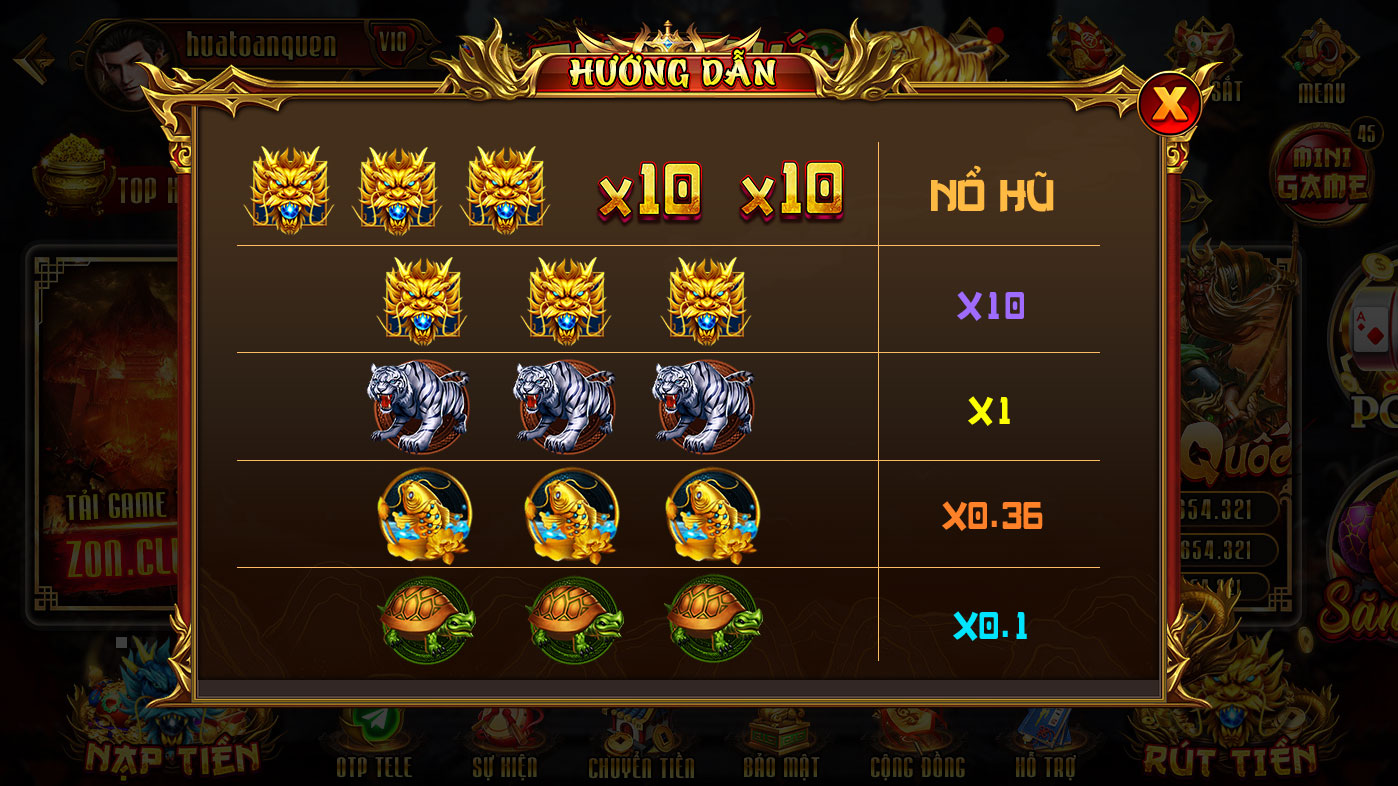 huatoanquen
V10
HƯỚNG DẪN
X
MENU
45
MINI
GAME
TOP
x10 x10 NỔ HŨ
X10
X1
X0.36
X0.1
TẢI GAME
ZON.CLU
Quốc
654.321
654.321
NẠP TIỀN
OTP TELE
SỰ KIỆN
CHUYỂN TIỀN
BẢO MẬT
CỘNG ĐỒNG
HỖ TRỢ
RÚT TIỀN